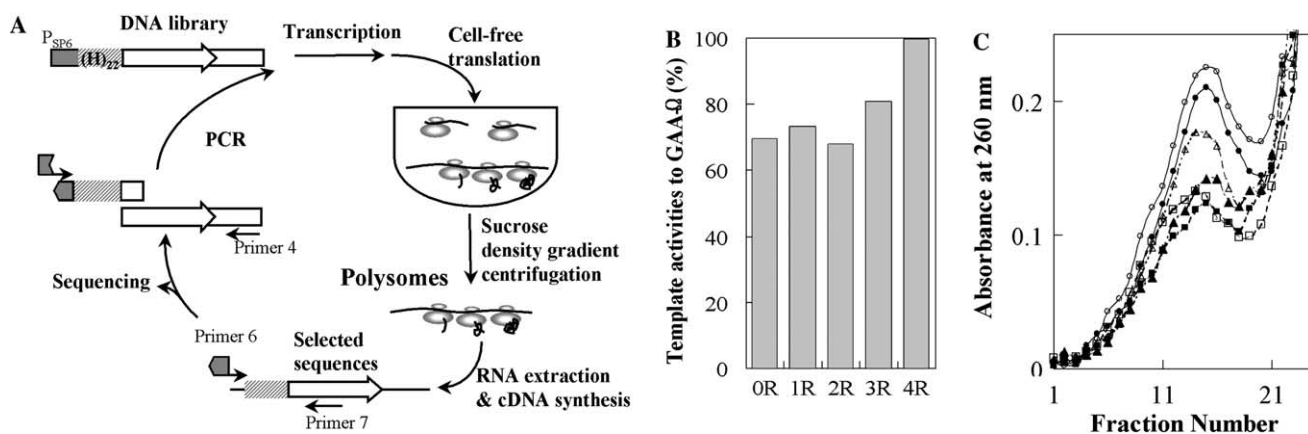 A
DNA library
P_SP6
(H)_22
Transcription
Cell-free
translation
PCR
Primer 4
Sucrose
density gradient
centrifugation
Polysomes
Sequencing
Primer 6
Selected
sequences
RNA extraction
& cDNA synthesis
Primer 7
B
Template activities to GAA-Ω (%)
100
80
60
40
20
0
0R 1R 2R 3R 4R
C
Absorbance at 260 nm
0.2
0.1
0
1 11 21
Fraction Number